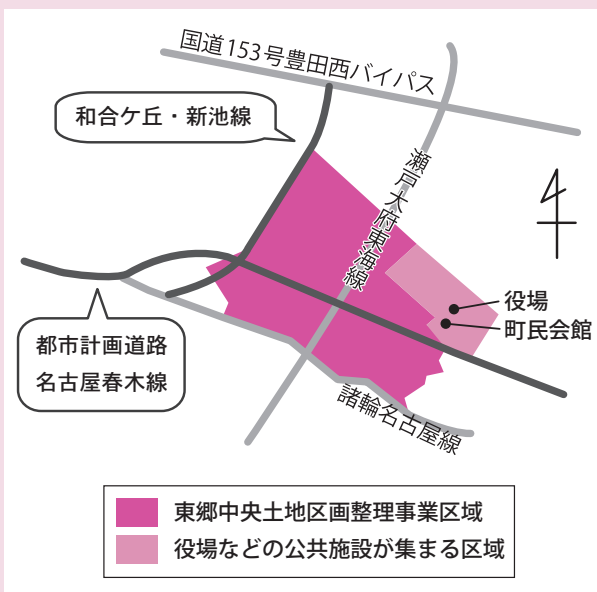 国道153号豊田西バイパス
和合ケ丘・新池線
瀬戸大府東海線
役場
町民会館
都市計画道路
名古屋春木線
諸輪名古屋線
東郷中央土地区画整理事業区域
役場などの公共施設が集まる区域